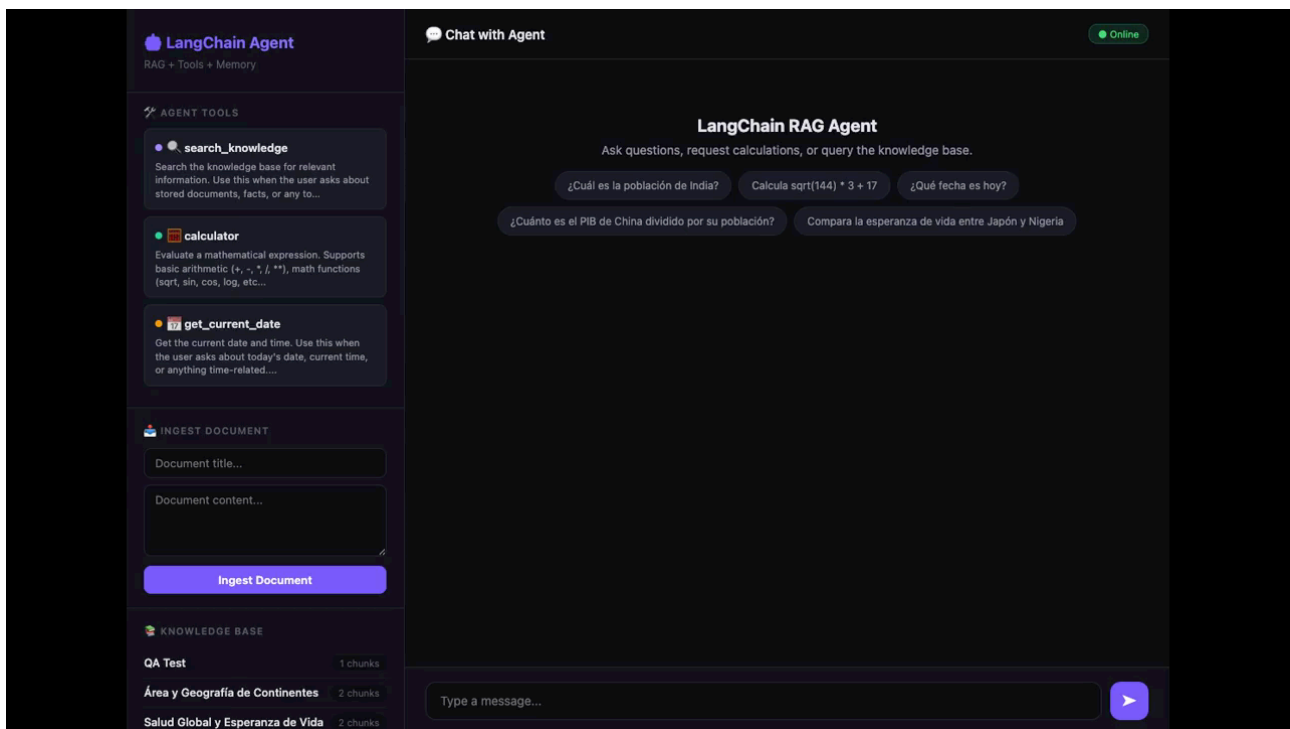 LangChain Agent
RAG + Tools + Memory
AGENT TOOLS
search_knowledge
Search the knowledge base for relevant
information. Use this when the user asks about
stored documents, facts, or any to...
calculator
Evaluate a mathematical expression. Supports
basic arithmetic (+, -, *, /, **), math functions
(sqrt, sin, cos, log, etc...
17
get_current_date
Get the current date and time. Use this when
the user asks about today's date, current time,
or anything time-related....
INGEST DOCUMENT
Document title...
Document content...
Ingest Document
KNOWLEDGE BASE
QA Test
1 chunks
Área y Geografía de Continentes
2 chunks
Salud Global y Esperanza de Vida
2 chunks
Chat with Agent
Online
LangChain RAG Agent
Ask questions, request calculations, or query the knowledge base.
¿Cuál es la población de India?
Calcula sqrt(144) * 3 + 17
¿Qué fecha es hoy?
¿Cuánto es el PIB de China dividido por su población?
Compara la esperanza de vida entre Japón y Nigeria
Type a message...